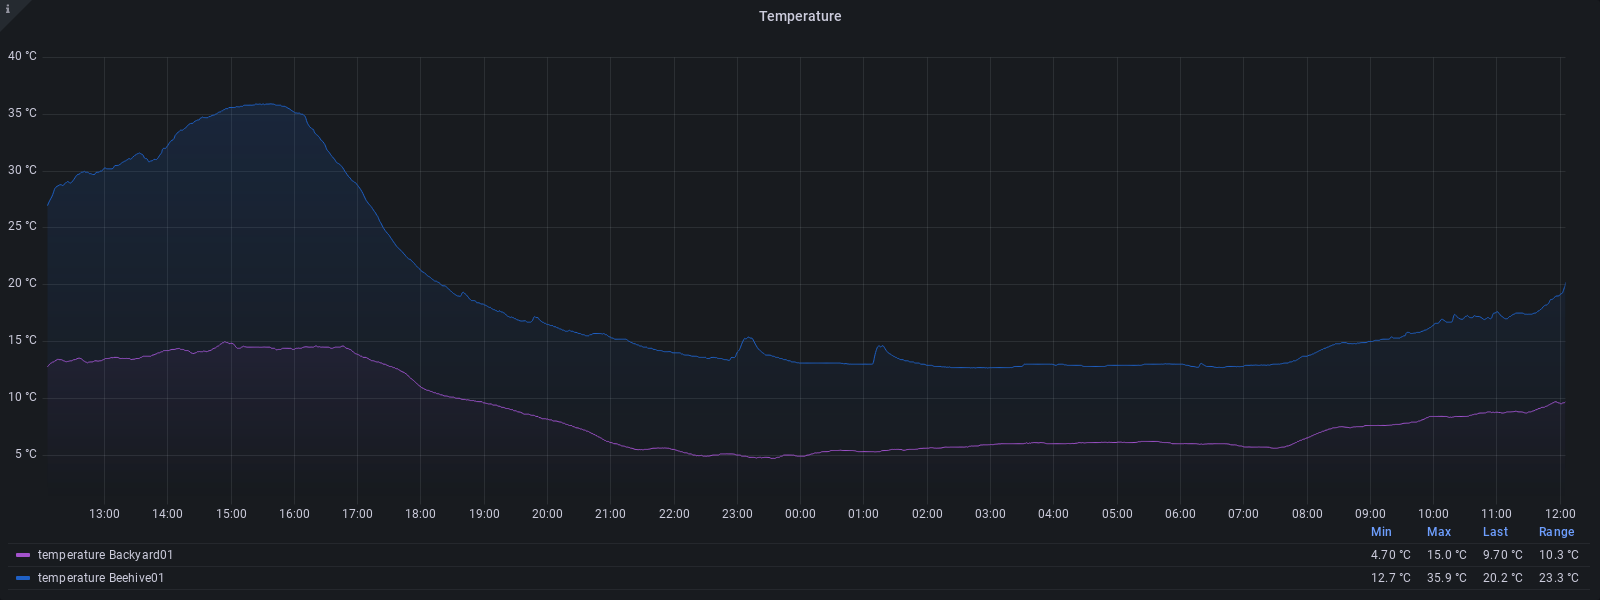 i
Temperature
40 °C
35 °C
30 °C
25 °C
20 °C
15 °C
10 °C
5 °C
13:00 14:00 15:00 16:00 17:00 18:00 19:00 20:00 21:00 22:00 23:00 00:00 01:00 02:00 03:00 04:00 05:00 06:00 07:00 08:00 09:00 10:00 11:00 12:00
Min Max Last Range
temperature Backyard01 4.70 °C 15.0 °C 9.70 °C 10.3 °C
temperature Beehive01 12.7 °C 35.9 °C 20.2 °C 23.3 °C